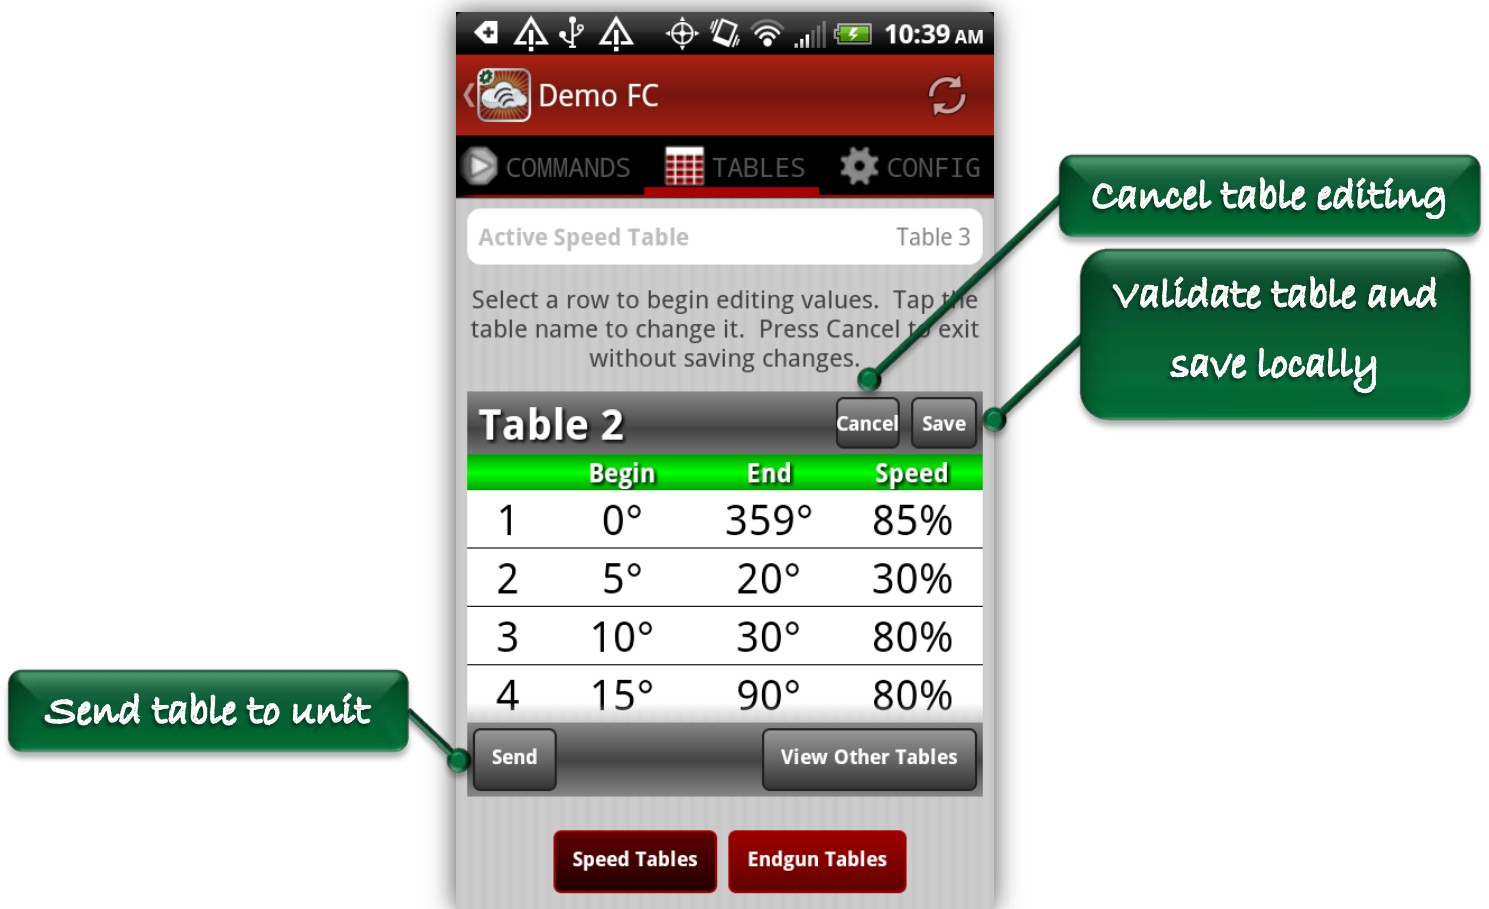 10:39 AM
Demo FC
COMMANDS TABLES CONFIG
Active Speed Table Table 3
Select a row to begin editing values. Tap the
table name to change it. Press Cancel to exit
without saving changes.
Table 2 Cancel Save
Begin End Speed
1 0° 359° 85%
2 5° 20° 30%
3 10° 30° 80%
4 15° 90° 80%
Send View Other Tables
Speed Tables Endgun Tables
Cancel table editing
Validate table and
save locally
Send table to unit